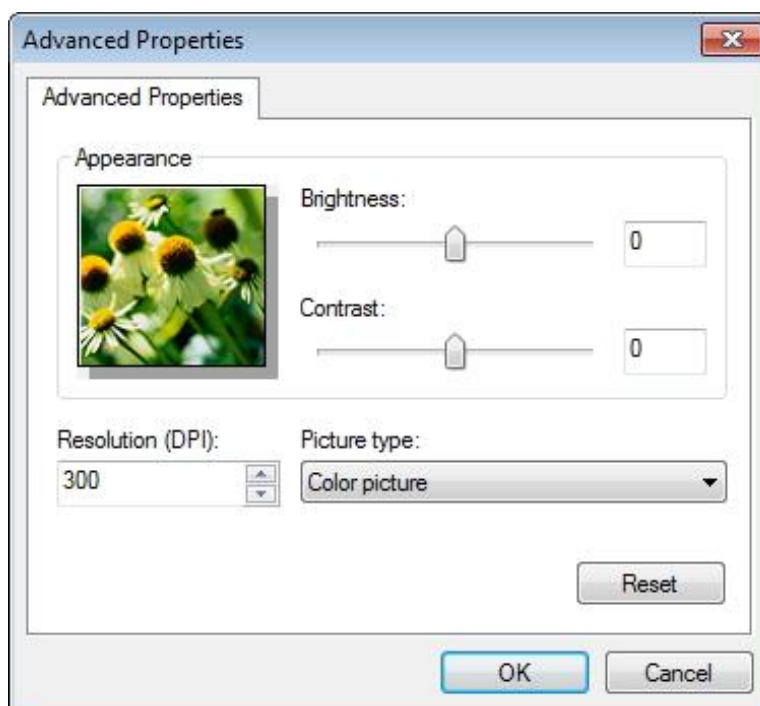 Advanced Properties
Advanced Properties
Appearance
Brightness:
0
Contrast:
0
Resolution (DPI):
Picture type:
300
Color picture
Reset
OK
Cancel